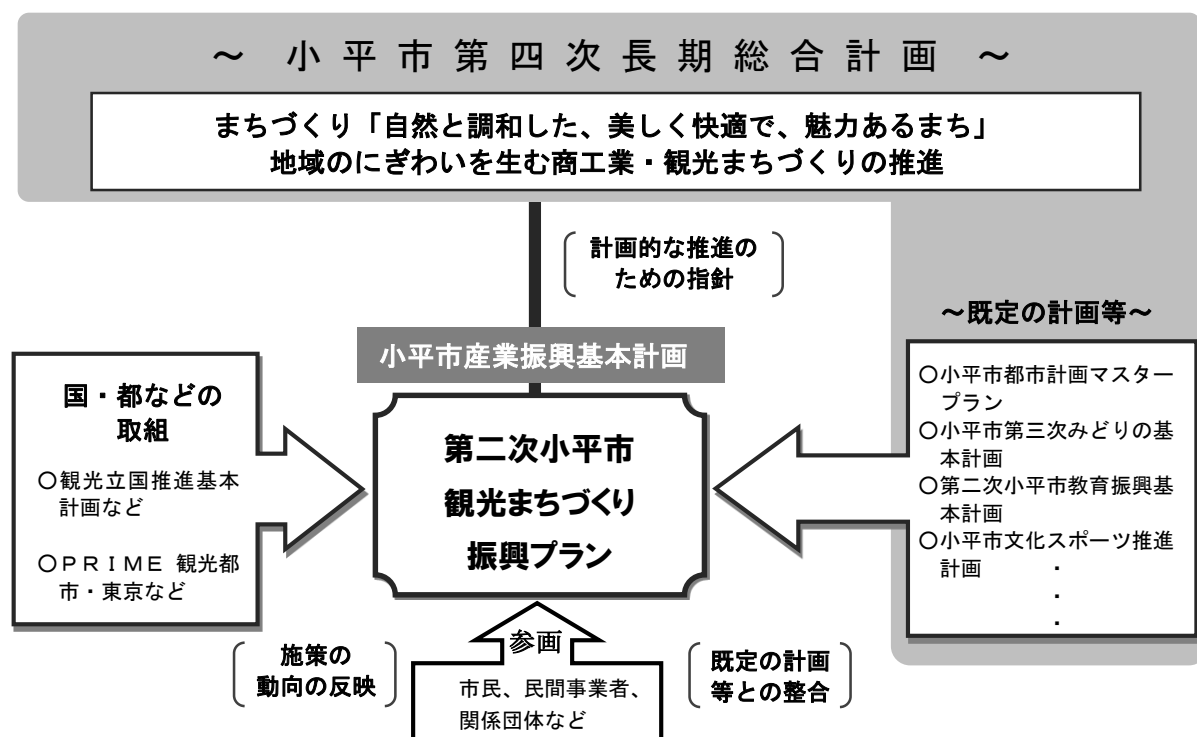 ～ 小平市第四次長期総合計画 ～
まちづくり「自然と調和した、美しく快適で、魅力あるまち」
地域のにぎわいを生む商工業・観光まちづくりの推進
計画的な推進の
ための指針
小平市産業振興基本計画
国・都などの
取組
○観光立国推進基本
計画など
○ＰＲＩＭＥ 観光都
市・東京など
第二次小平市
観光まちづくり
振興プラン
～既定の計画等～
○小平市都市計画マスター
プラン
○小平市第三次みどりの基
本計画
○第二次小平市教育振興基
本計画
○小平市文化スポーツ推進
計画
・
・
・
施策の
動向の反映
参画
市民、民間事業者、
関係団体など
既定の計画
等との整合